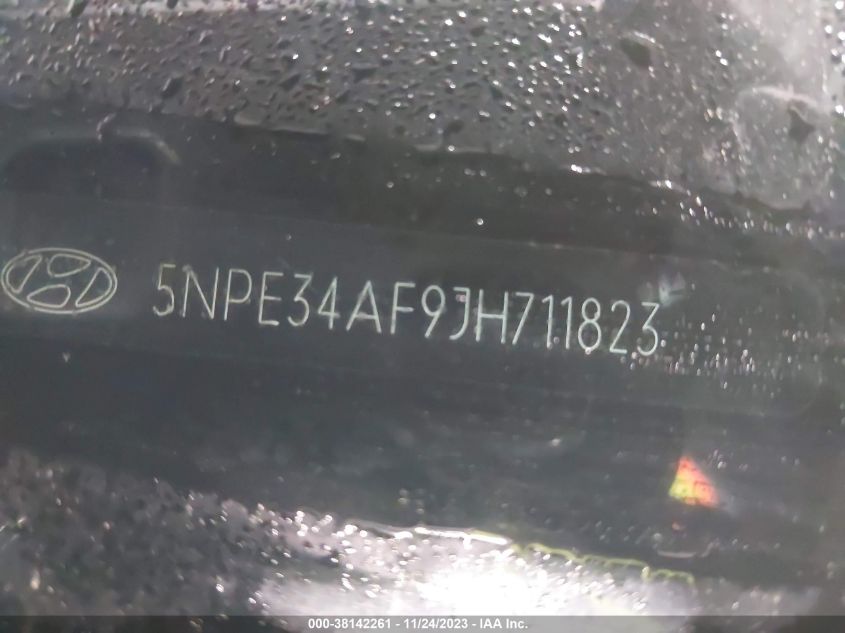 5NPE34AF9JH711823
000-38142261 - 11/24/2023 - IAA Inc.